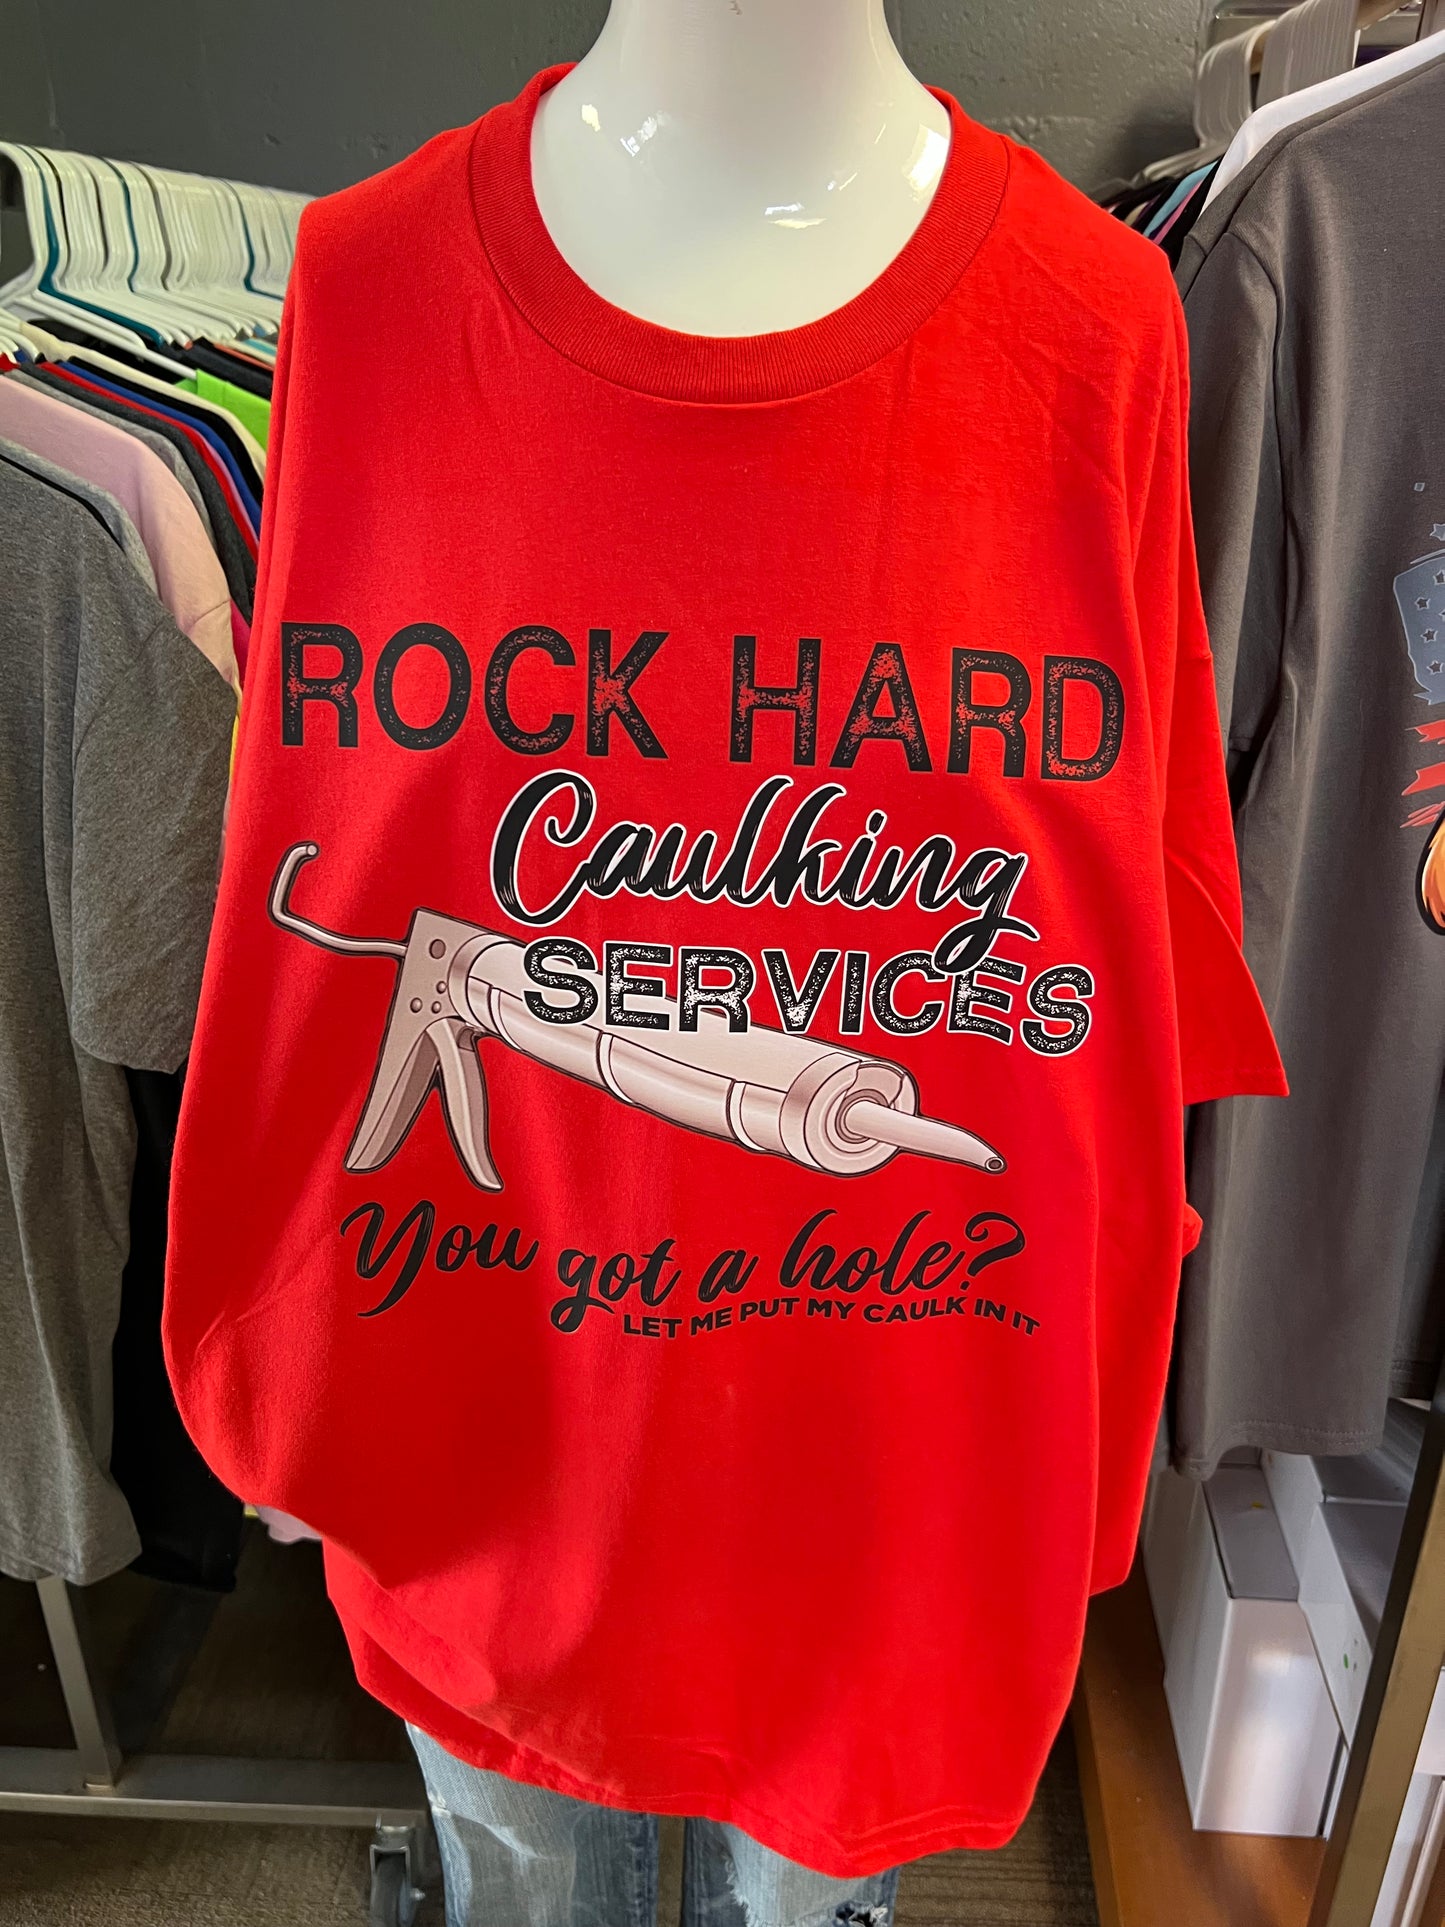 ROCK HARD
Caulking
SERVICES
You got a hole?
LET ME PUT MY CAULK IN IT